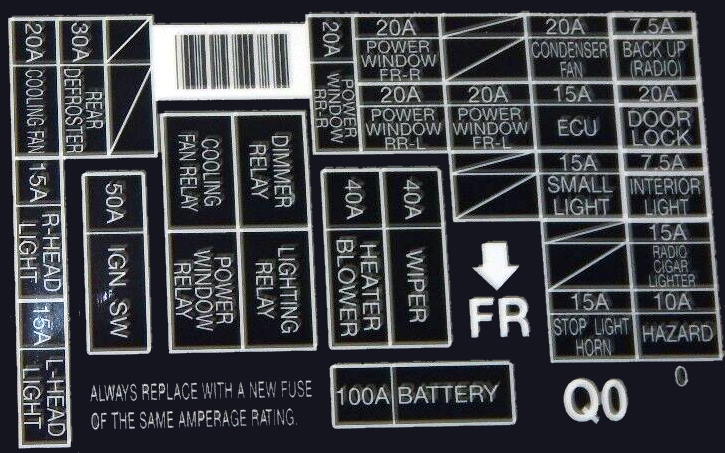 20A
COOLING FAN
30A
REAR
DEFROSTER
15A
R-HEAD
LIGHT
15A
L-HEAD
LIGHT
50A
IGN. SW
COOLING
FAN RELAY
DIMMER
RELAY
POWER
WINDOW
RELAY
LIGHTING
RELAY
20A
POWER
WINDOW
RR-R
20A
POWER
WINDOW
FR-R
20A
CONDENSER
FAN
7.5A
BACK UP
(RADIO)
20A
POWER
WINDOW
RR-L
20A
POWER
WINDOW
FR-L
15A
ECU
20A
DOOR
LOCK
15A
SMALL
LIGHT
7.5A
INTERIOR
LIGHT
15A
RADIO
CIGAR
LIGHTER
15A
STOP LIGHT
HORN
10A
HAZARD
40A
HEATER
BLOWER
40A
WIPER
FR
100A BATTERY
ALWAYS REPLACE WITH A NEW FUSE
OF THE SAME AMPERAGE RATING.
Q0
0